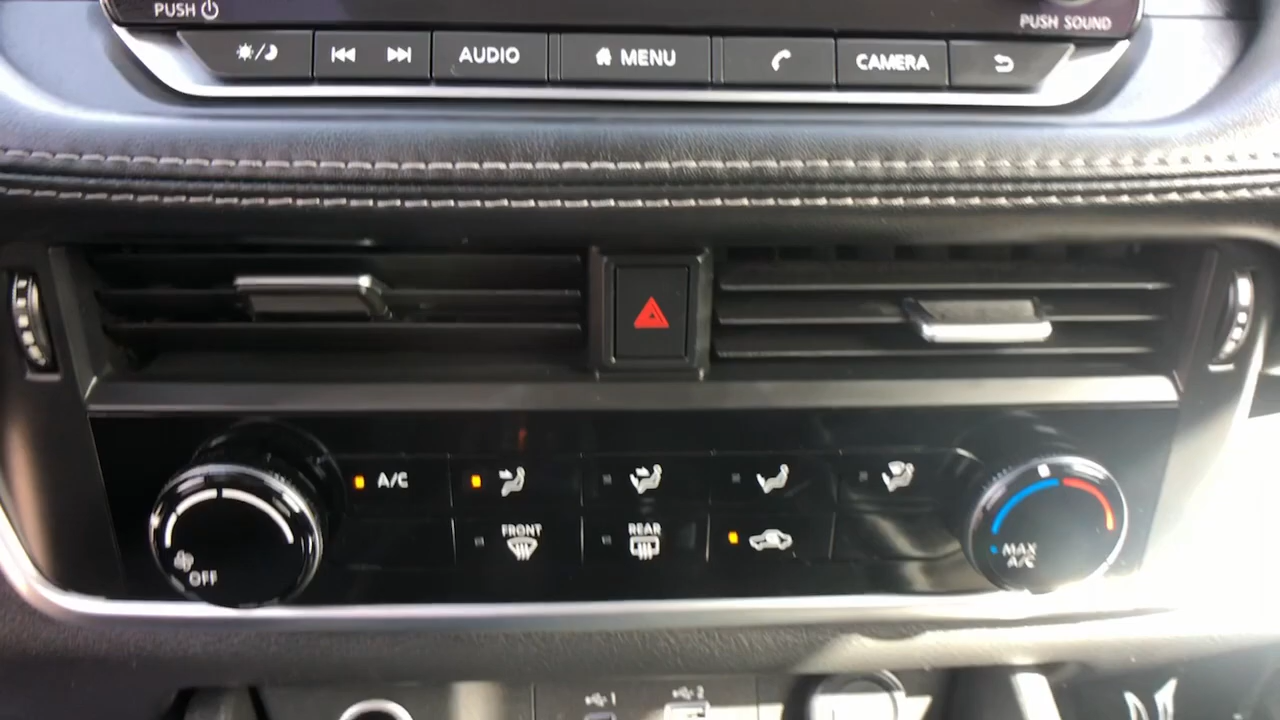 PUSH
PUSH SOUND
AUDIO
MENU
CAMERA
A/C
FRONT
REAR
OFF
MAX
A/C
1
2